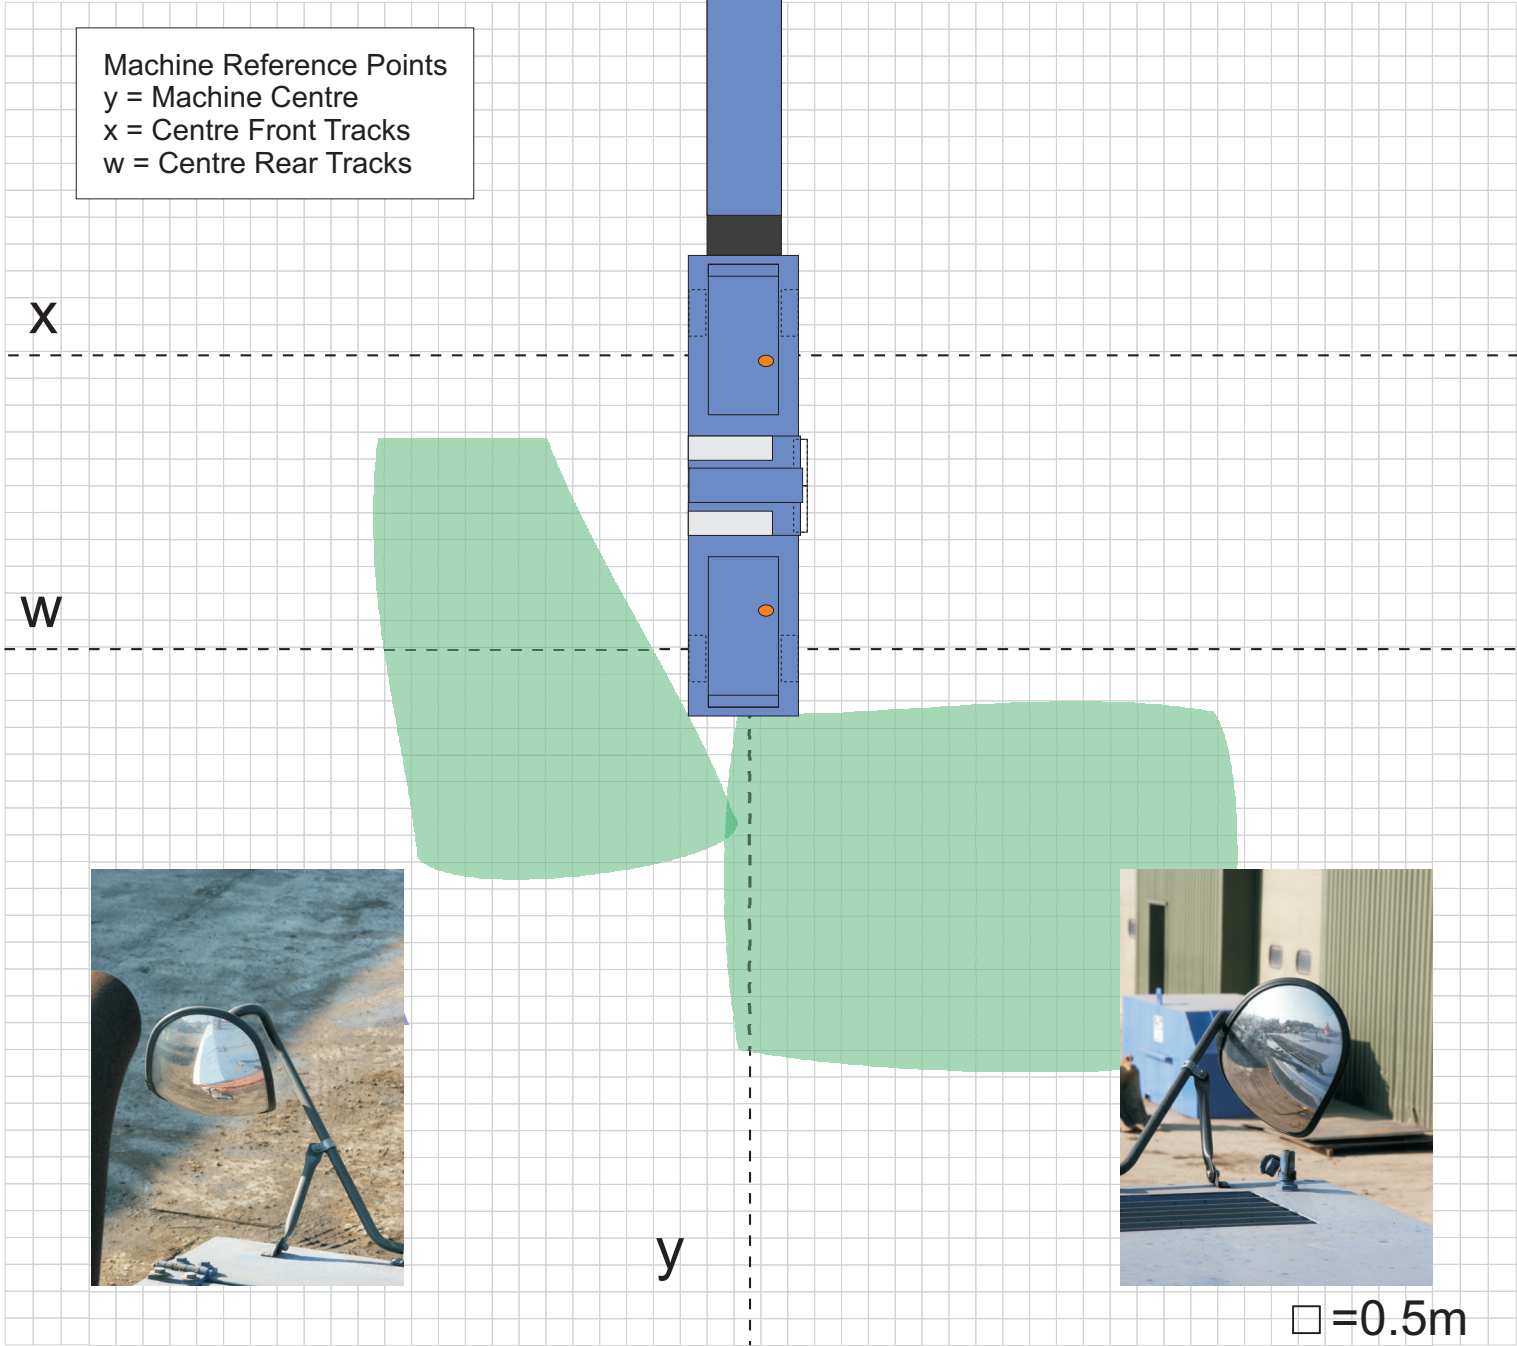 Machine Reference Points
y = Machine Centre
x = Centre Front Tracks
w = Centre Rear Tracks
x
w
y
=0.5m